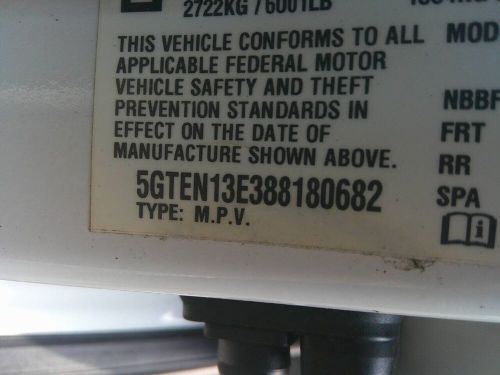 2722KG / 6001LB
THIS VEHICLE CONFORMS TO ALL
APPLICABLE FEDERAL MOTOR
VEHICLE SAFETY AND THEFT
PREVENTION STANDARDS IN
EFFECT ON THE DATE OF
MANUFACTURE SHOWN ABOVE.
5GTEN13E388180682
TYPE: M.P.V.
MOD
NBBF
FRT
RR
SPA